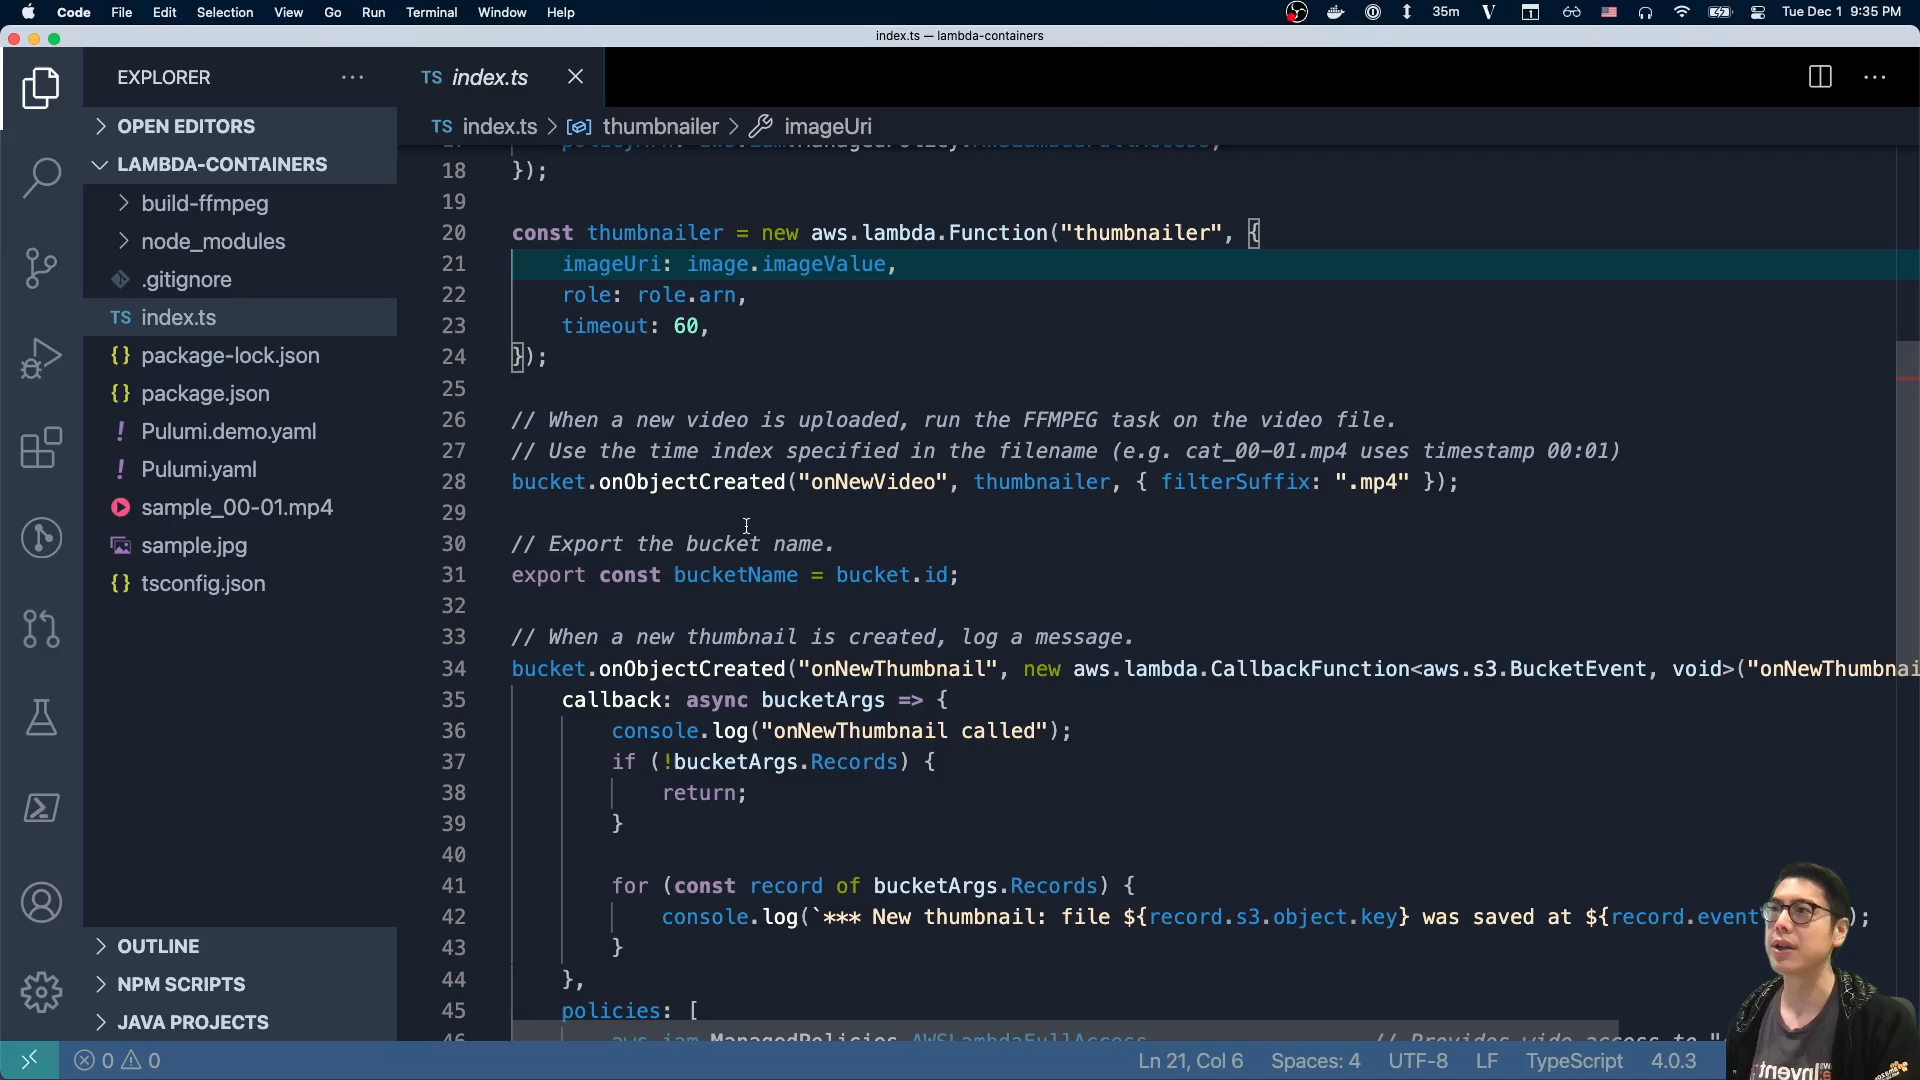 Code File Edit Selection View Go Run Terminal Window Help
35m
Tue Dec 1 9:35 PM
index.ts — lambda-containers
EXPLORER
OPEN EDITORS
LAMBDA-CONTAINERS
build-ffmpeg
node_modules
.gitignore
TS index.ts
{} package-lock.json
{} package.json
! Pulumi.demo.yaml
! Pulumi.yaml
sample_00-01.mp4
sample.jpg
{} tsconfig.json
OUTLINE
NPM SCRIPTS
JAVA PROJECTS
TS index.ts
TS index.ts > thumbnailer > imageUri
18 });
19
20 const thumbnailer = new aws.lambda.Function("thumbnailer", {
21 imageUri: image.imageValue,
22 role: role.arn,
23 timeout: 60,
24 });
25
26 // When a new video is uploaded, run the FFMPEG task on the video file.
27 // Use the time index specified in the filename (e.g. cat_00-01.mp4 uses timestamp 00:01)
28 bucket.onObjectCreated("onNewVideo", thumbnailer, { filterSuffix: ".mp4" });
29
30 // Export the bucket name.
31 export const bucketName = bucket.id;
32
33 // When a new thumbnail is created, log a message.
34 bucket.onObjectCreated("onNewThumbnail", new aws.lambda.CallbackFunction<aws.s3.BucketEvent, void>("onNewThumbnai
35 callback: async bucketArgs => {
36 console.log("onNewThumbnail called");
37 if (!bucketArgs.Records) {
38 return;
39 }
40
41 for (const record of bucketArgs.Records) {
42 console.log(`*** New thumbnail: file ${record.s3.object.key} was saved at ${record.event );
43 }
44 },
45 policies: [
0 0
Ln 21, Col 6 Spaces: 4 UTF-8 LF TypeScript 4.0.3